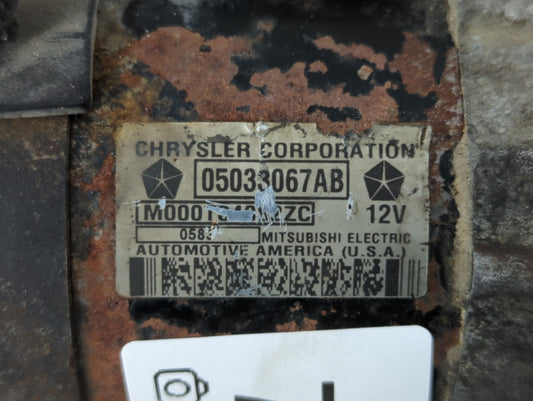 CHRYSLER CORPORATION
05033067AB
12V
MITSUBISHI ELECTRIC
AUTOMOTIVE AMERICA (U.S.A.)